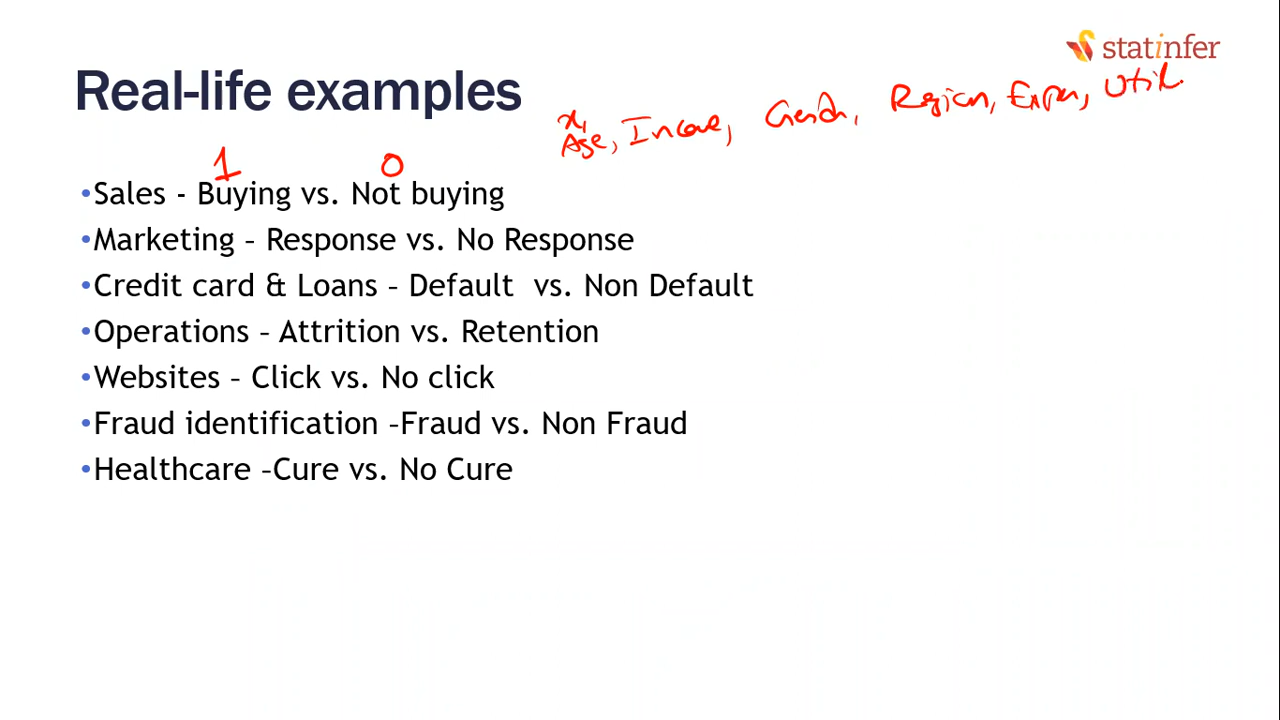 statinfer
Real-life examples
x1
Age, Income, Gender, Region, Expen, Util
1 0
•Sales - Buying vs. Not buying
•Marketing – Response vs. No Response
•Credit card & Loans – Default vs. Non Default
•Operations – Attrition vs. Retention
•Websites – Click vs. No click
•Fraud identification –Fraud vs. Non Fraud
•Healthcare –Cure vs. No Cure